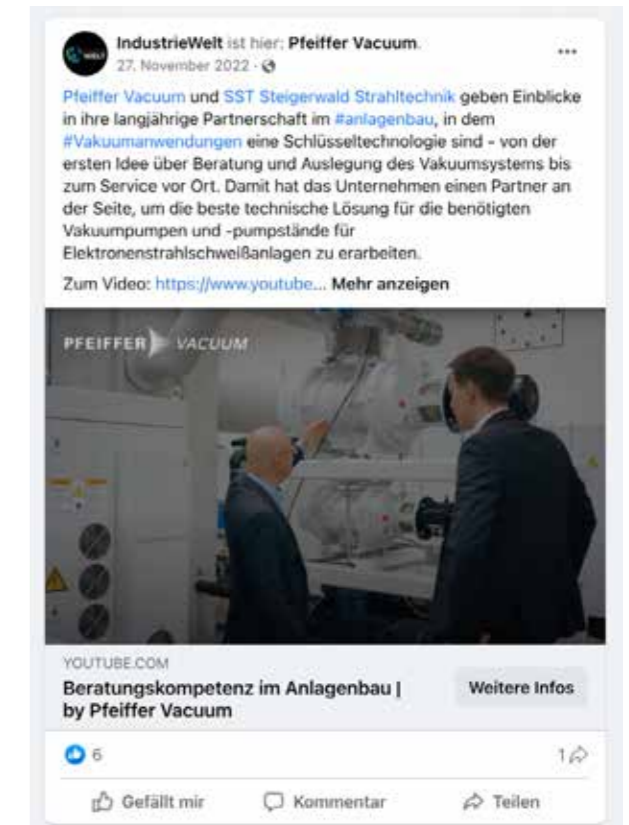 WELT
IndustrieWelt ist hier: Pfeiffer Vacuum.
27. November 2022 ·
Pfeiffer Vacuum und SST Steigerwald Strahltechnik geben Einblicke
in ihre langjährige Partnerschaft im #anlagenbau, in dem
#Vakuumanwendungen eine Schlüsseltechnologie sind - von der
ersten Idee über Beratung und Auslegung des Vakuumsystems bis
zum Service vor Ort. Damit hat das Unternehmen einen Partner an
der Seite, um die beste technische Lösung für die benötigten
Vakuumpumpen und -pumpstände für
Elektronenstrahlschweißanlagen zu erarbeiten.
Zum Video: https://www.youtube... Mehr anzeigen
PFEIFFER VACUUM
YOUTUBE.COM
Beratungskompetenz im Anlagenbau |
by Pfeiffer Vacuum
Weitere Infos
6
1
Gefällt mir
Kommentar
Teilen